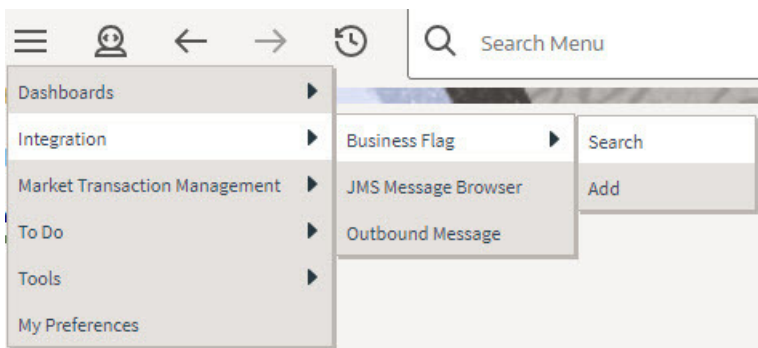 Search Menu
Dashboards
Integration
Market Transaction Management
To Do
Tools
My Preferences
Business Flag
JMS Message Browser
Outbound Message
Search
Add